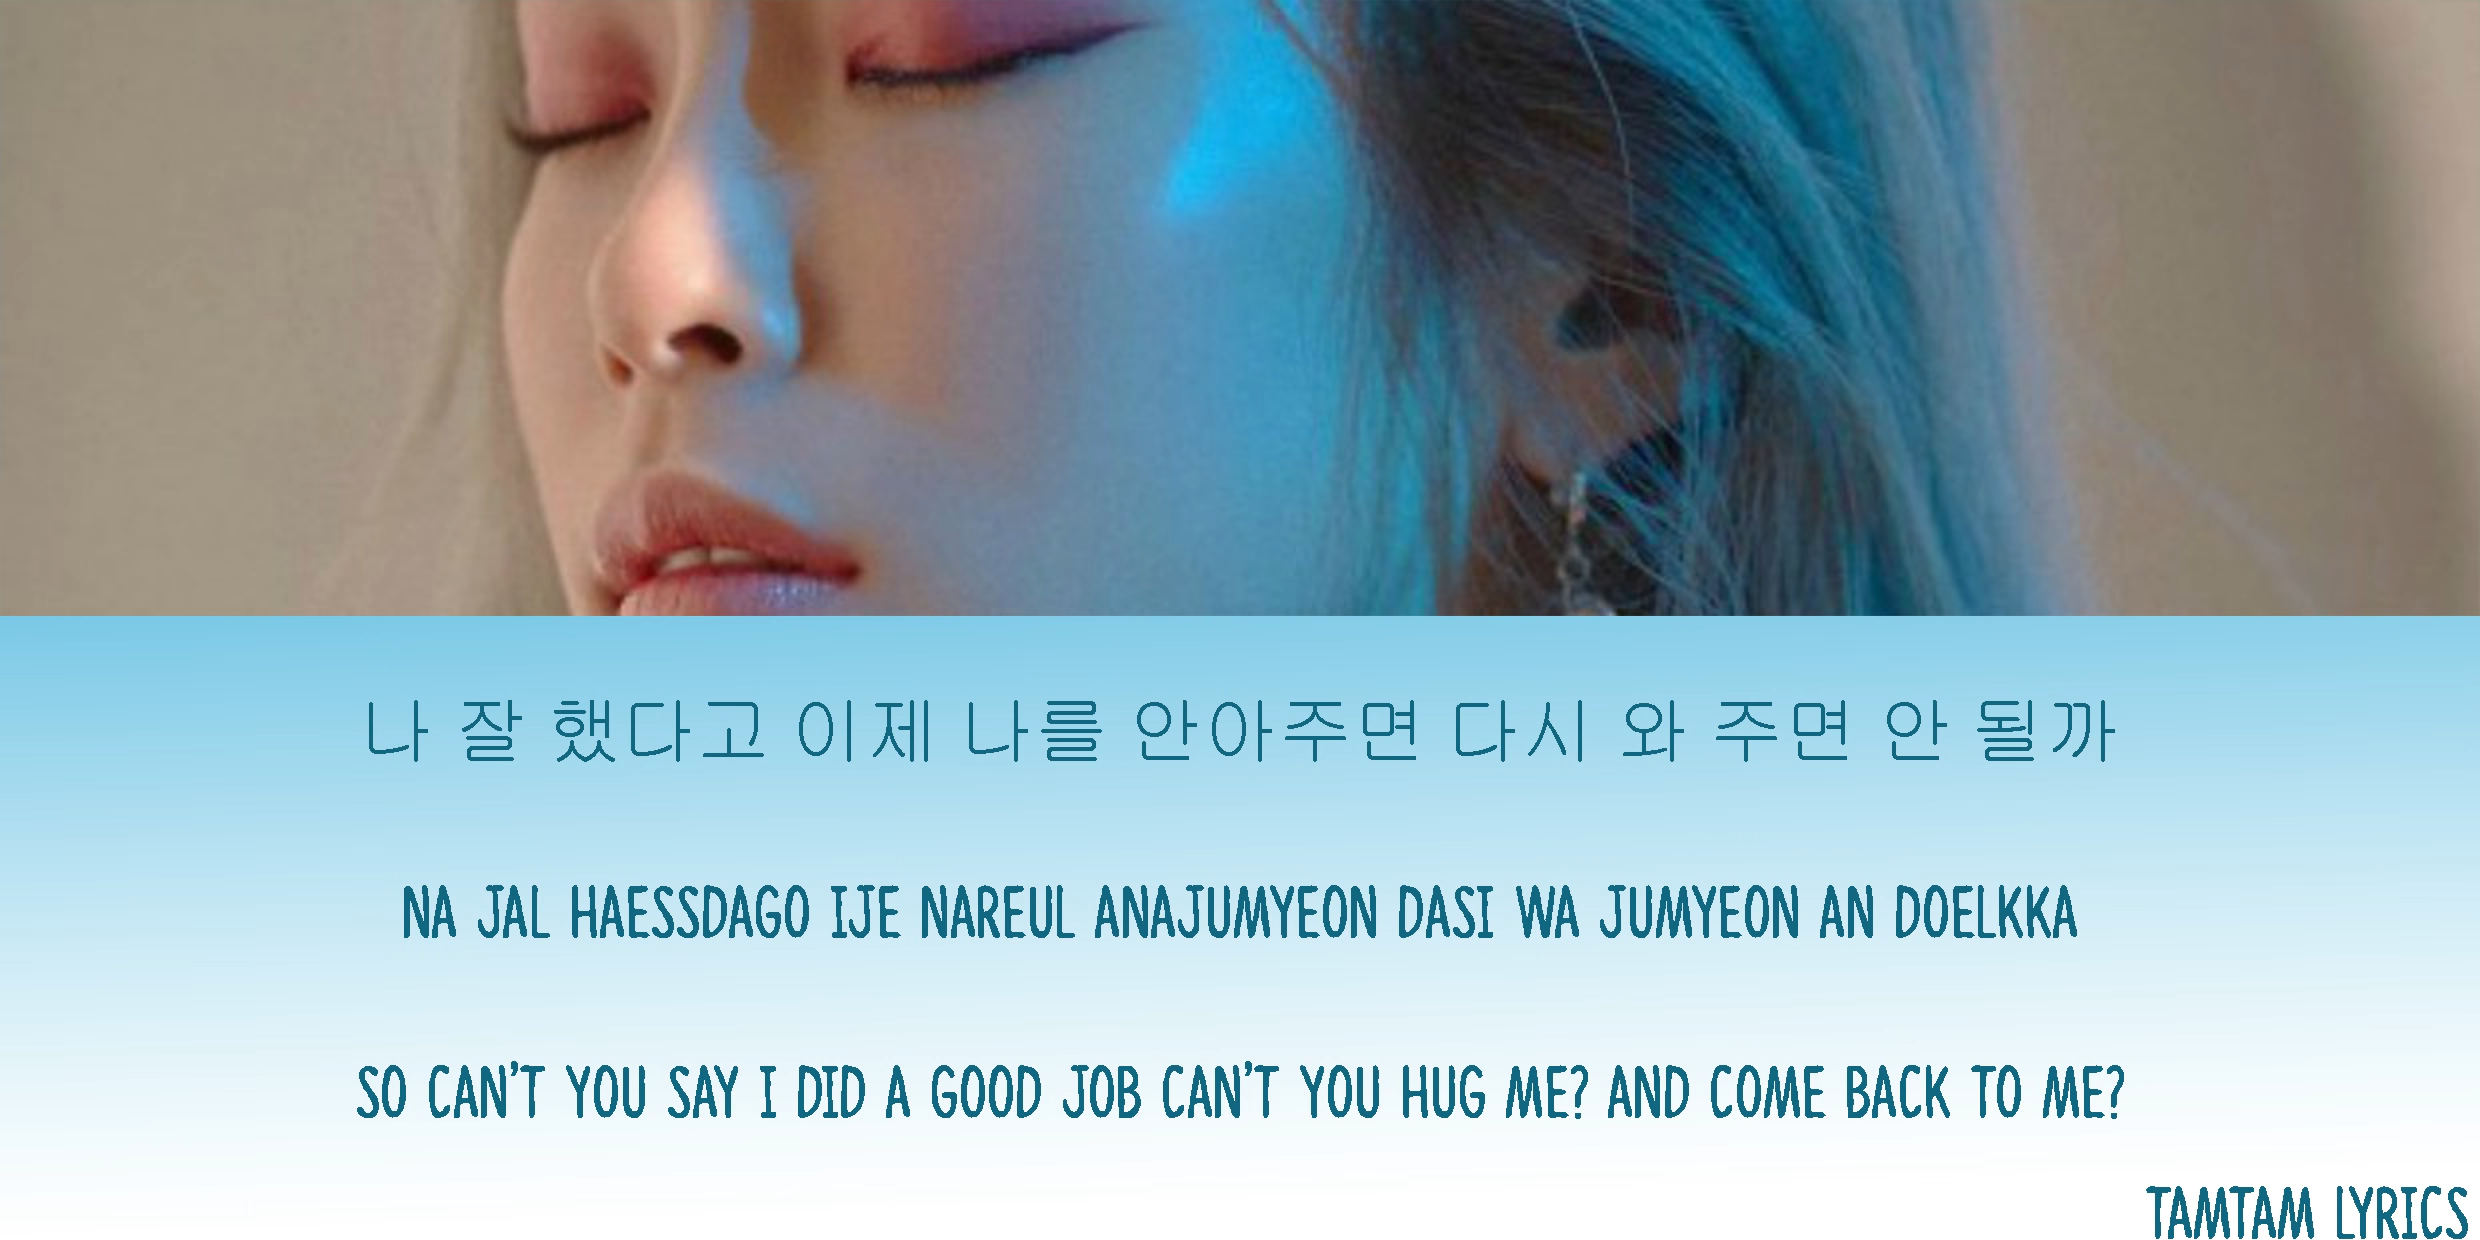 나 잘 했다고 이제 나를 안아주면 다시 와 주면 안 될까
NA JAL HAESSDAGO IJE NAREUL ANAJUMYEON DASI WA JUMYEON AN DOELKKA
SO CAN'T YOU SAY I DID A GOOD JOB CAN'T YOU HUG ME? AND COME BACK TO ME?
TAMTAM LYRICS